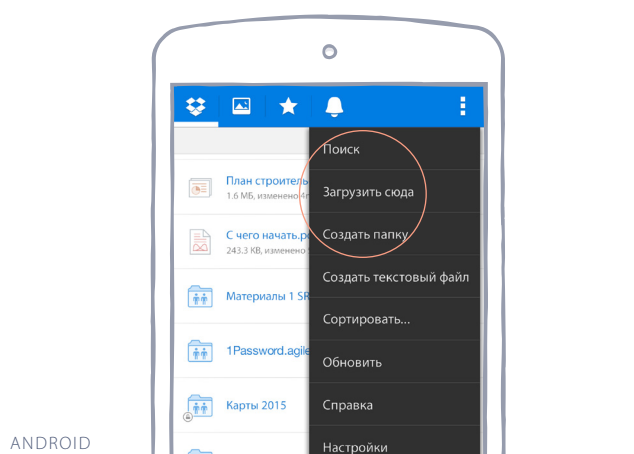 Поиск
План строитель
1.6 МБ, изменено 4
Загрузить сюда
С чего начать.p
243.3 KB, изменено
Создать папку
Материалы 1 SR
Создать текстовый файл
1Password.agile
Сортировать...
Обновить
Карты 2015
Справка
ANDROID
Настройки